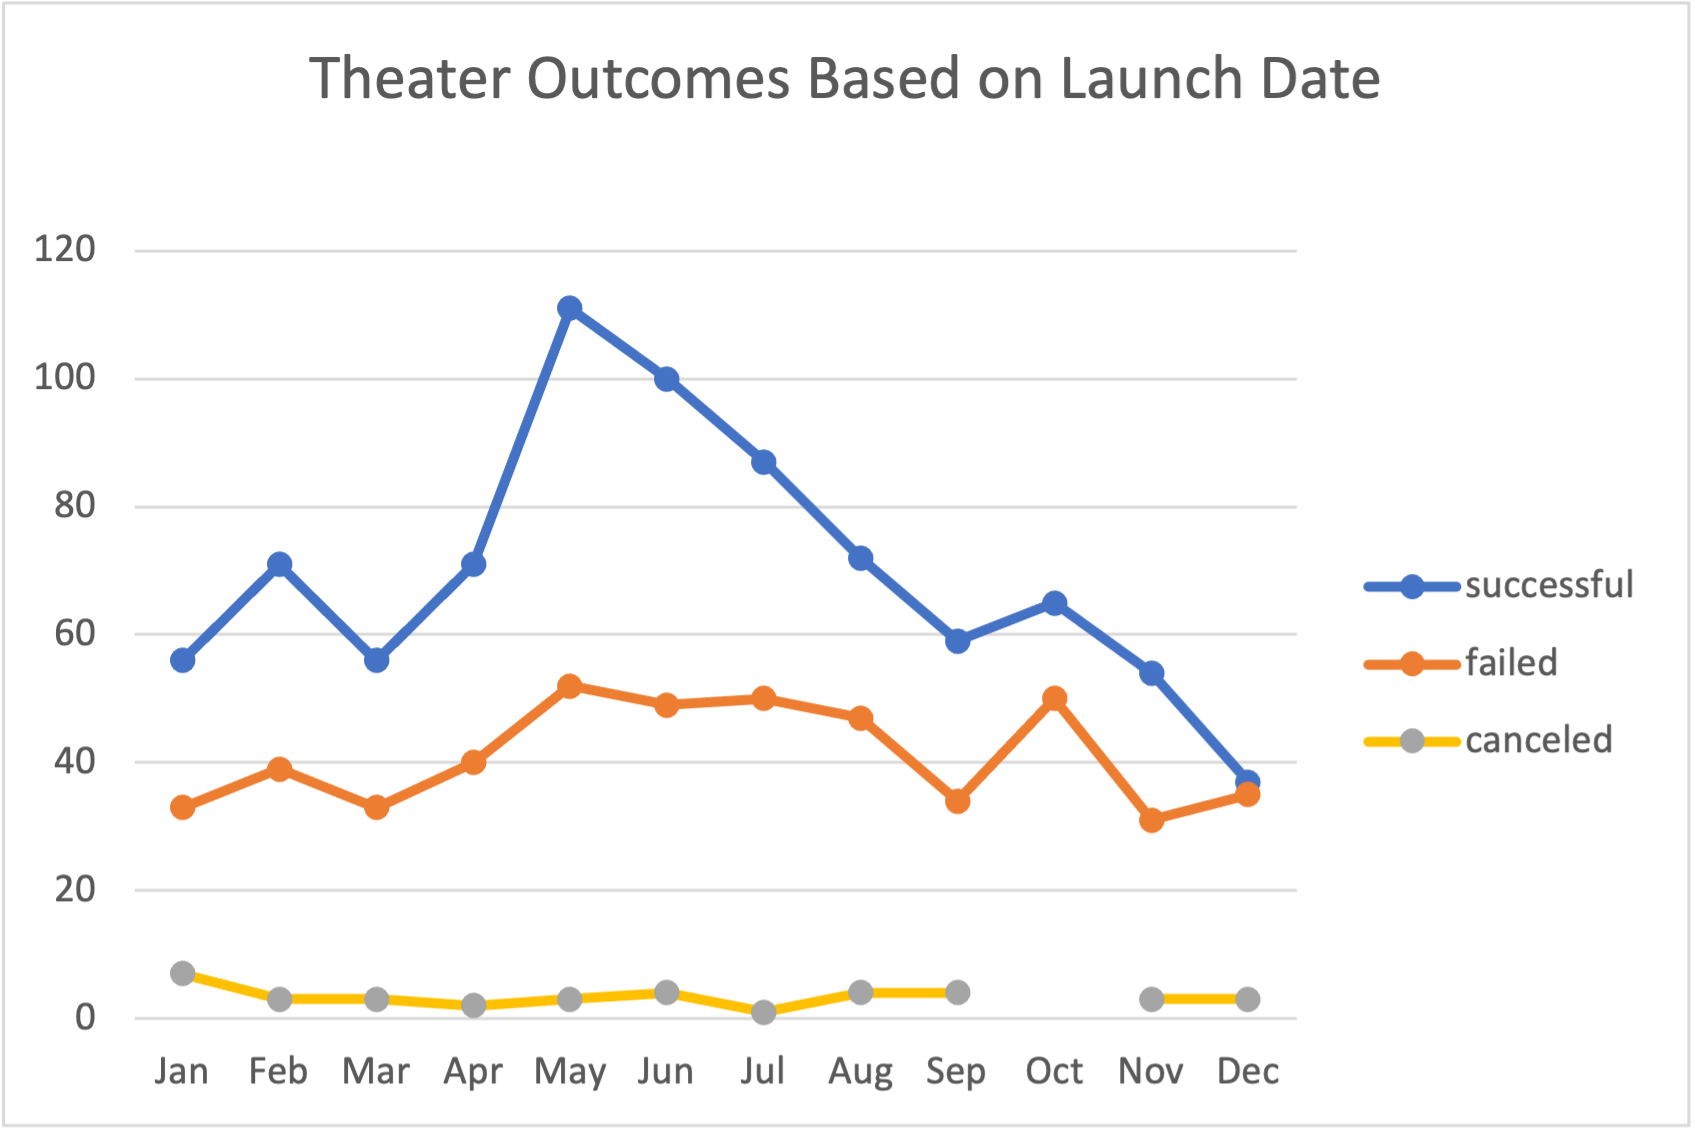 Theater Outcomes Based on Launch Date
120
100
80
60
40
20
0
Jan Feb Mar Apr May Jun Jul Aug Sep Oct Nov Dec
successful
failed
canceled